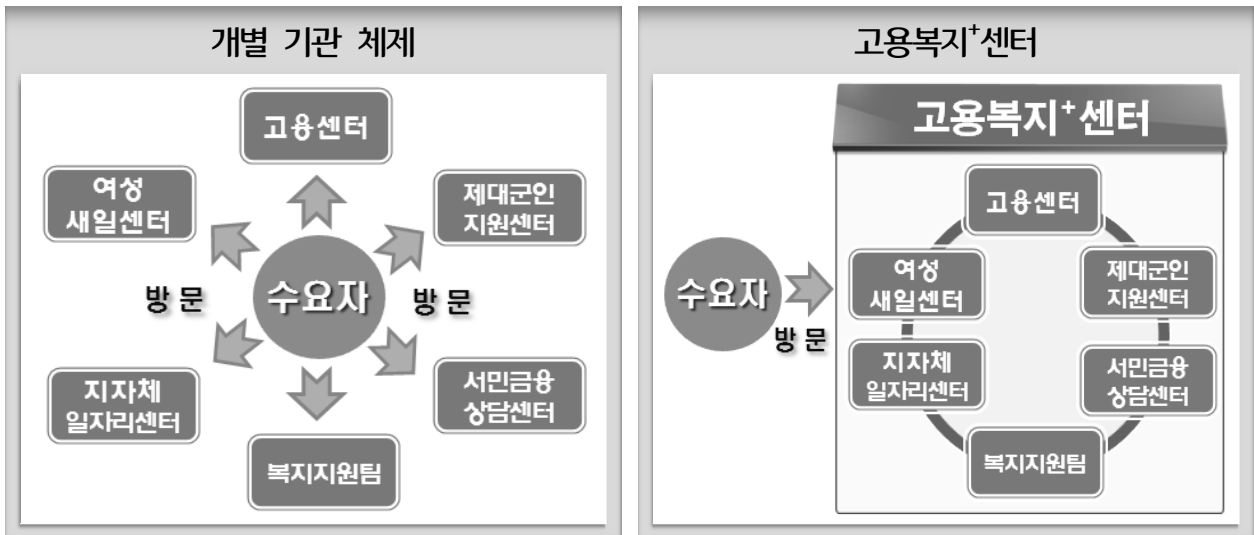 개별 기관 체제
고용센터
여성
새일센터
제대군인
지원센터
방문
수요자
방문
지자체
일자리센터
서민금융
상담센터
복지지원팀
고용복지⁺센터
고용복지⁺센터
고용센터
여성
새일센터
제대군인
지원센터
수요자
방문
지자체
일자리센터
서민금융
상담센터
복지지원팀